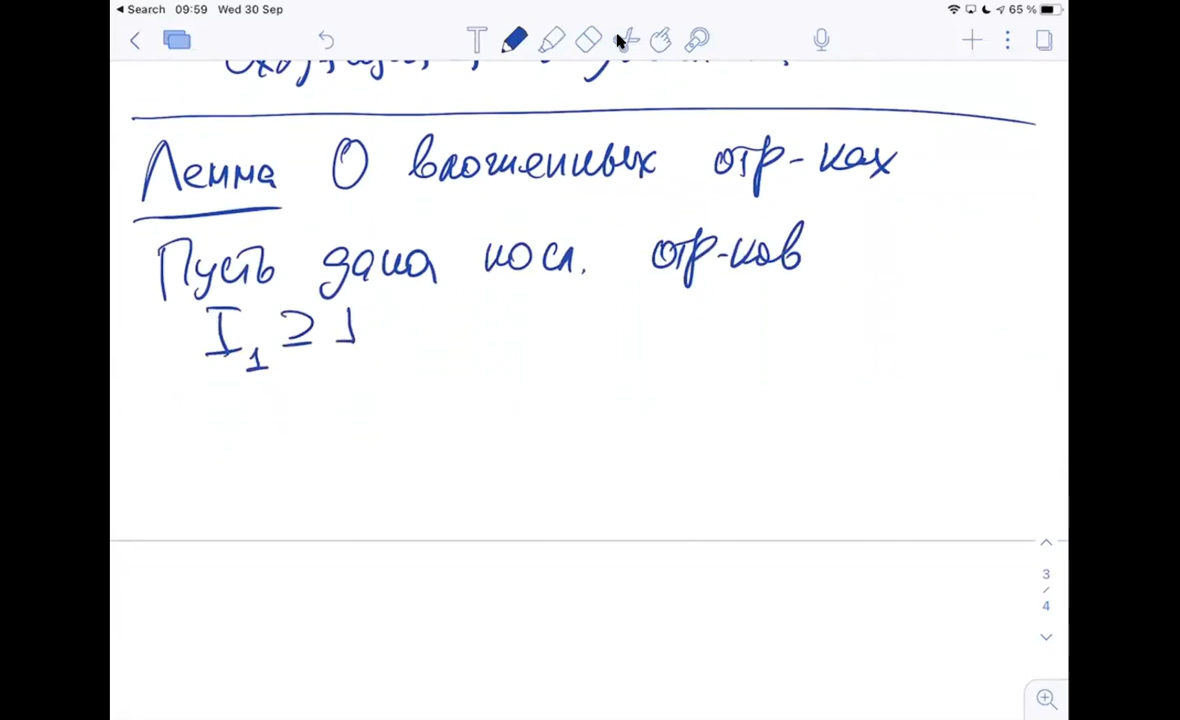 Search 09:59 Wed 30 Sep 65 %
T
Лемма О вложенных отр-ках
Пусть дана посл. отр-ков
I₁ ⊇
3
/
4